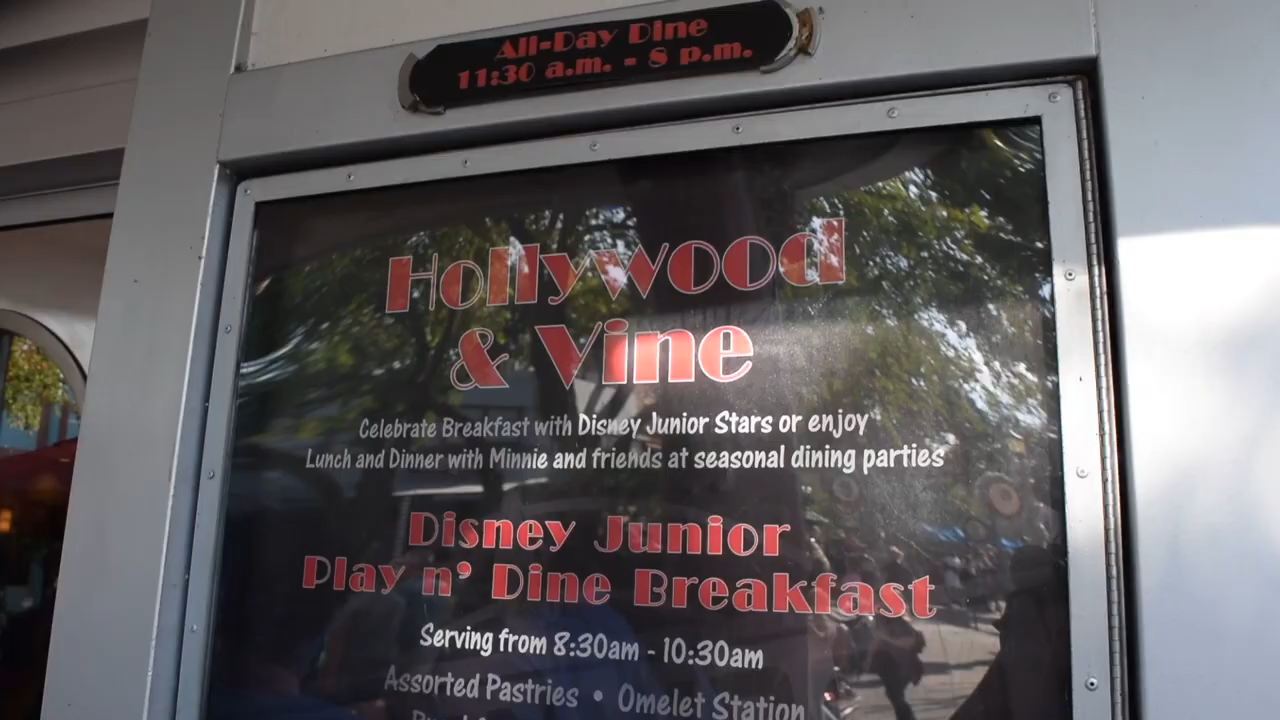 All-Day Dine
11:30 a.m. - 8 p.m.
Hollywood
& Vine
Celebrate Breakfast with Disney Junior Stars or enjoy
Lunch and Dinner with Minnie and friends at seasonal dining parties
Disney Junior
Play n’ Dine Breakfast
Serving from 8:30am - 10:30am
Assorted Pastries • Omelet Station